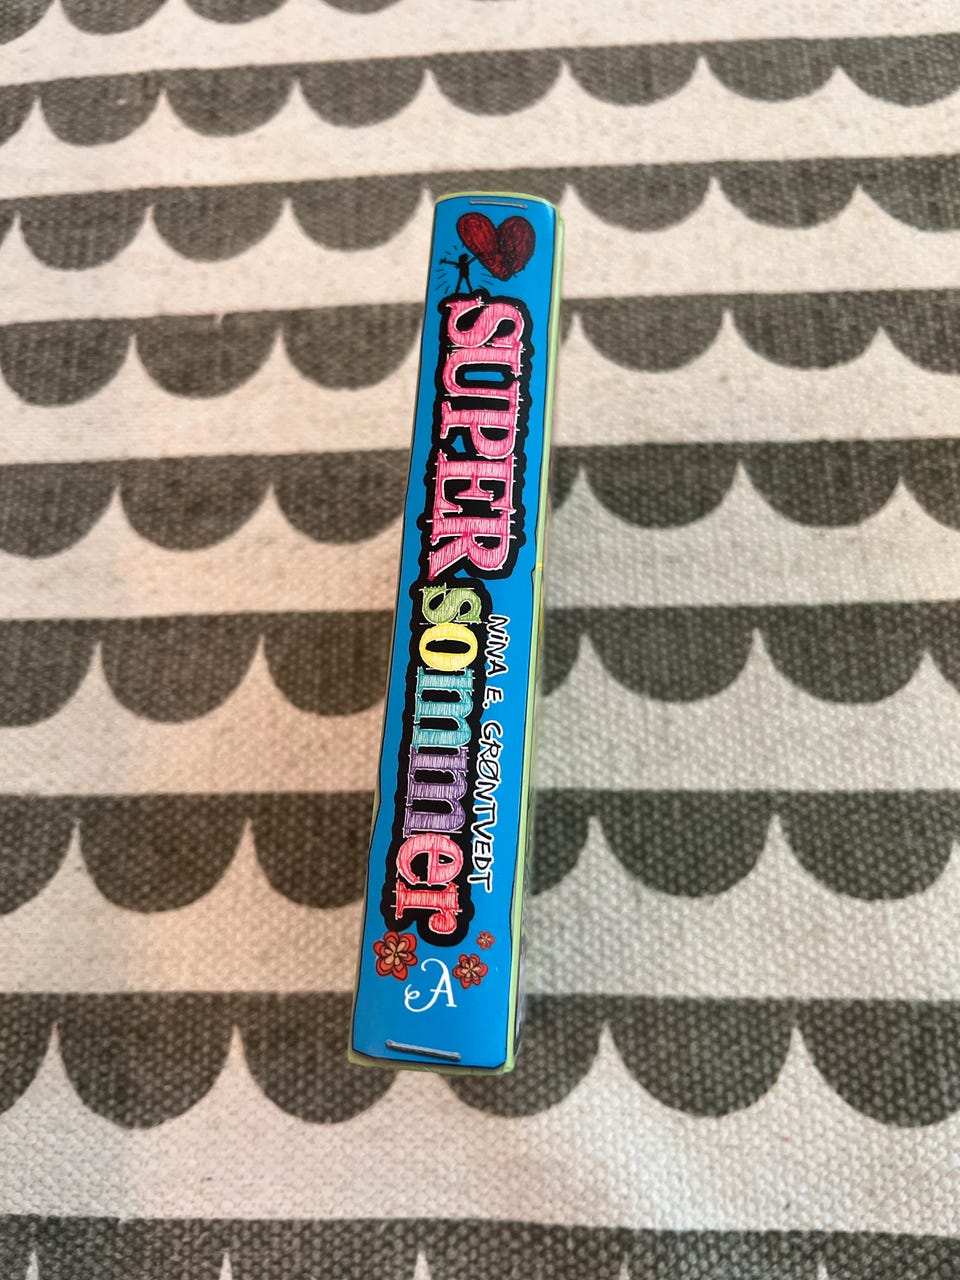 SUPER sommer
NiNA E. GRØNTVEDT
A